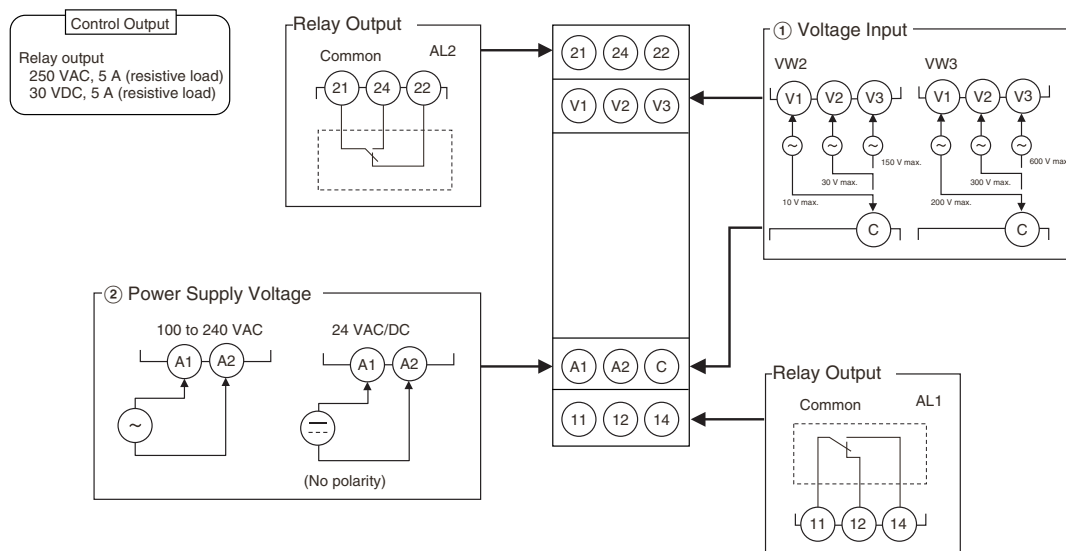 Control Output
Relay output
250 VAC, 5 A (resistive load)
30 VDC, 5 A (resistive load)
Relay Output
Common AL2
21 24 22
21 24 22
V1 V2 V3
① Voltage Input
VW2 VW3
V1 V2 V3 V1 V2 V3
150 V max. 600 V max
30 V max. 300 V max.
10 V max. 200 V max.
C C
② Power Supply Voltage
100 to 240 VAC 24 VAC/DC
A1 A2 A1 A2
(No polarity)
A1 A2 C
11 12 14
Relay Output
Common AL1
11 12 14